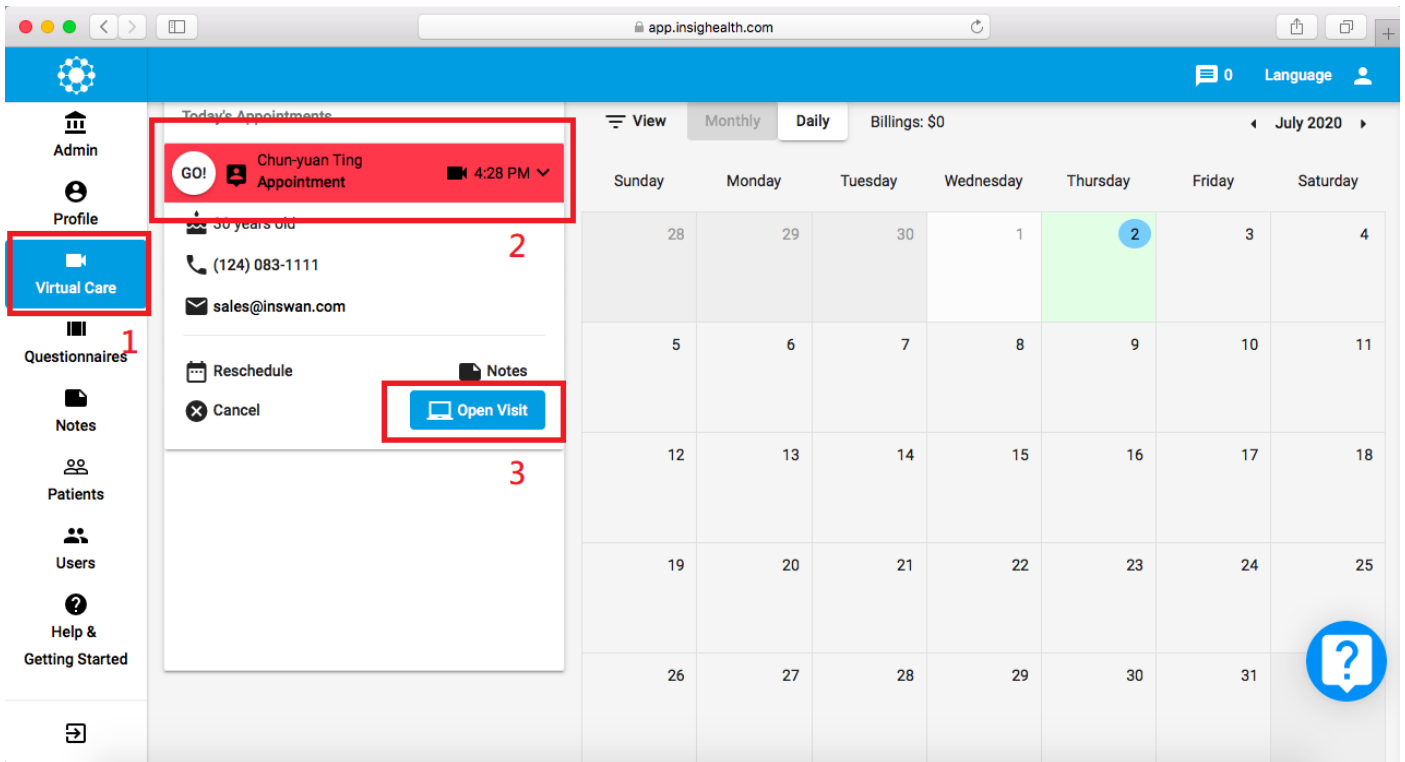 app.insighealth.com
0 Language
Admin
Profile
Virtual Care
1
Questionnaires
Notes
Patients
Users
Help &
Getting Started
Today's Appointments
GO! Chun-yuan Ting
Appointment
4:28 PM
30 years old
2
(124) 083-1111
sales@inswan.com
Reschedule
Notes
Cancel
Open Visit
3
View Monthly Daily Billings: $0
July 2020
Sunday Monday Tuesday Wednesday Thursday Friday Saturday
28 29 30 1 2 3 4
5 6 7 8 9 10 11
12 13 14 15 16 17 18
19 20 21 22 23 24 25
26 27 28 29 30 31
?